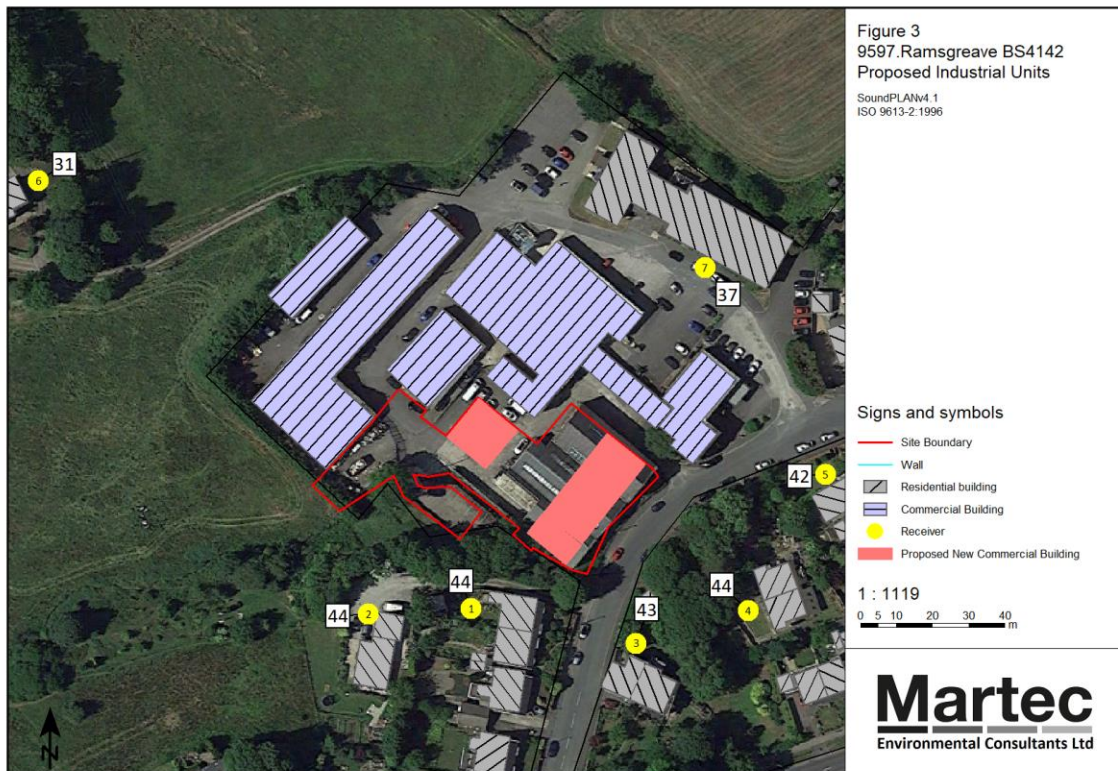 Figure 3
9597.Ramsgreave BS4142
Proposed Industrial Units
SoundPLANv4.1
ISO 9613-2:1996
31
6
7
37
42
5
44
1
44
2
43
3
44
4
Signs and symbols
Site Boundary
Wall
Residential building
Commercial Building
Receiver
Proposed New Commercial Building
1 : 1119
0 5 10 20 30 40
m
N
Martec
Environmental Consultants Ltd